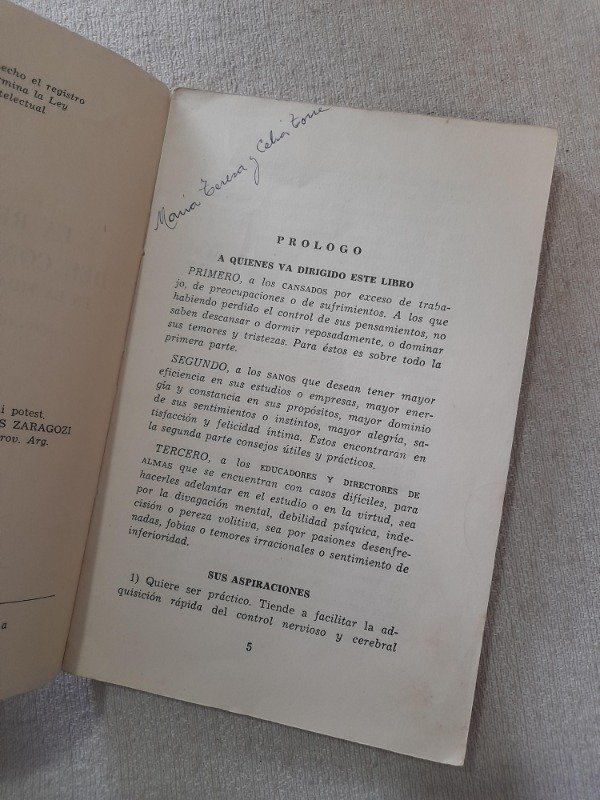 echo el registro
rmina la Ley
telectual
i potest.
S ZARAGOZI
rov. Arg.
a
Maria Teresa y Celia Torre
PROLOGO
A QUIENES VA DIRIGIDO ESTE LIBRO
PRIMERO, a los CANSADOS por exceso de traba-
jo, de preocupaciones o de sufrimientos. A los que
habiendo perdido el control de sus pensamientos, no
saben descansar o dormir reposadamente, o dominar
sus temores y tristezas. Para éstos es sobre todo la
primera parte.
SEGUNDO, a los SANOS que desean tener mayor
eficiencia en sus estudios o empresas, mayor ener-
gía y constancia en sus propósitos, mayor dominio
de sus sentimientos o instintos, mayor alegría, sa-
tisfacción y felicidad íntima. Estos encontraran en
la segunda parte consejos útiles y prácticos.
TERCERO, a los EDUCADORES Y DIRECTORES DE
ALMAS que se encuentran con casos difíciles, para
hacerles adelantar en el estudio o en la virtud, sea
por la divagación mental, debilidad psíquica, inde-
cisión o pereza volitiva, sea por pasiones desenfre-
nadas, fobias o temores irracionales o sentimiento de
inferioridad.
SUS ASPIRACIONES
1) Quiere ser práctico. Tiende a facilitar la ad-
quisición rápida del control nervioso y cerebral
5